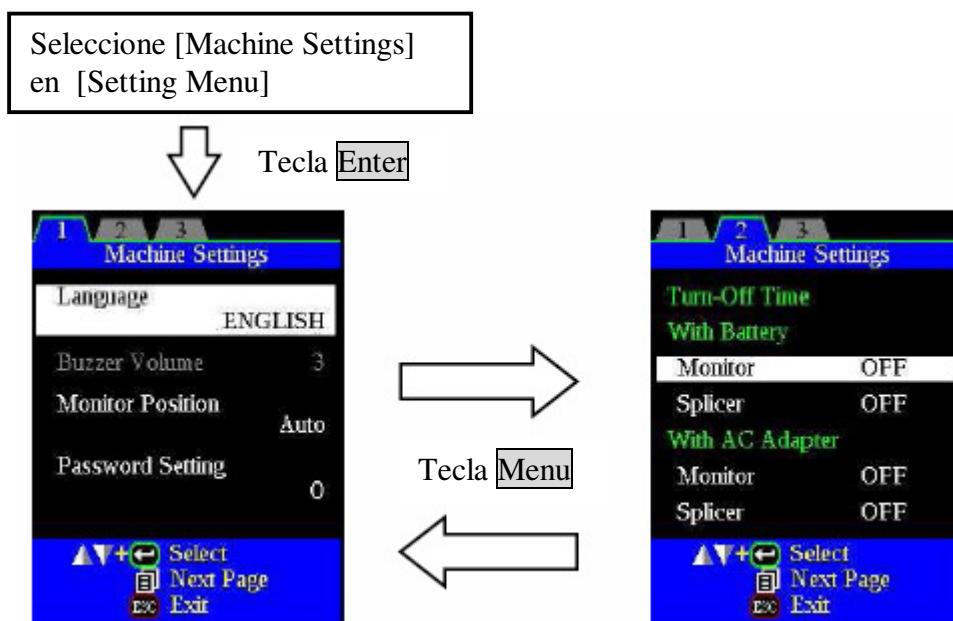 Seleccione [Machine Settings]
en [Setting Menu]
Tecla Enter
1 2 3
Machine Settings
Language
ENGLISH
Buzzer Volume 3
Monitor Position
Auto
Password Setting
0
Select
Next Page
ESC Exit
Tecla Menu
1 2 3
Machine Settings
Turn-Off Time
With Battery
Monitor OFF
Splicer OFF
With AC Adapter
Monitor OFF
Splicer OFF
Select
Next Page
ESC Exit